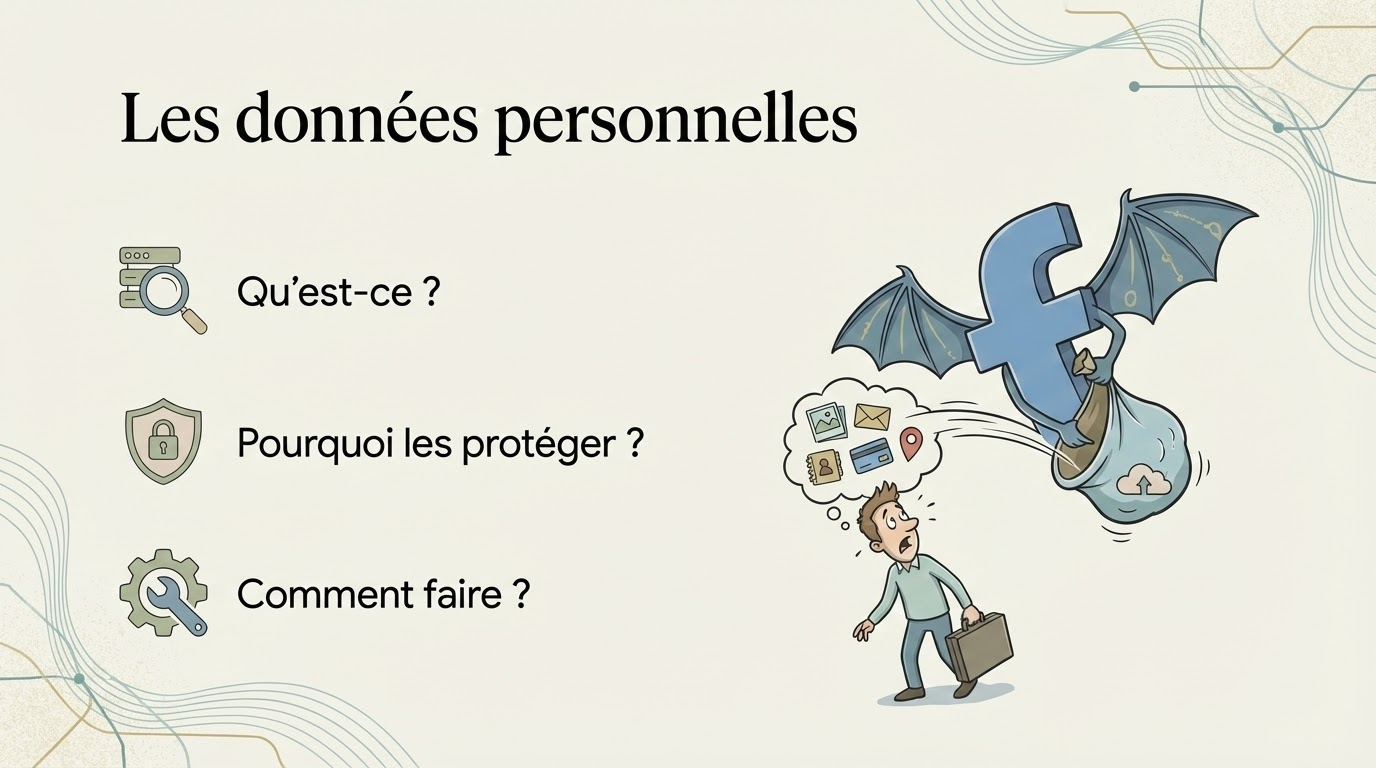 Les données personnelles
Qu’est-ce ?
Pourquoi les protéger ?
Comment faire ?
f